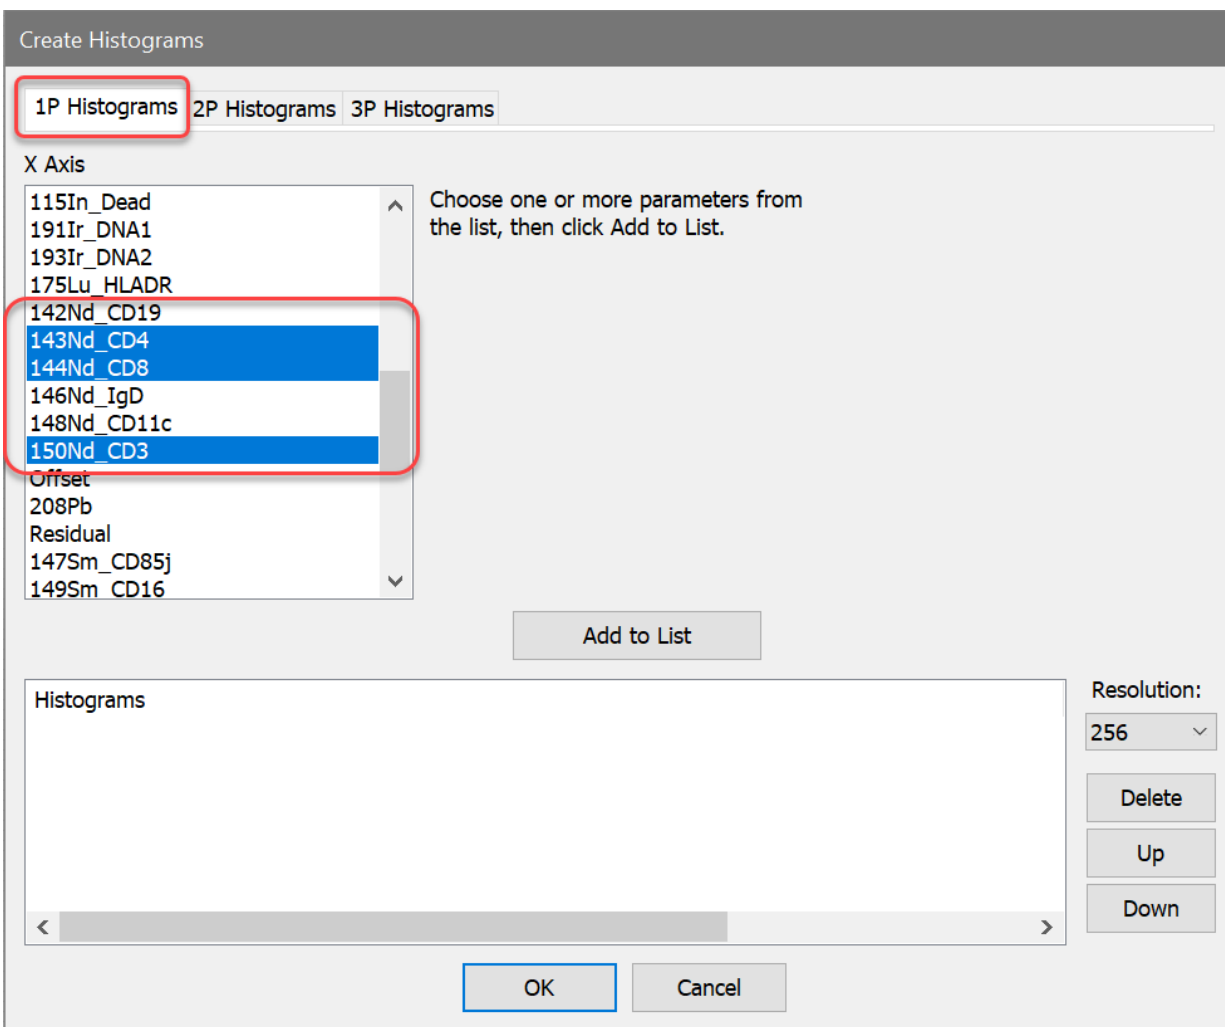 Create Histograms
1P Histograms 2P Histograms 3P Histograms
X Axis
115In_Dead
191Ir_DNA1
193Ir_DNA2
175Lu_HLADR
142Nd_CD19
143Nd_CD4
144Nd_CD8
146Nd_IgD
148Nd_CD11c
150Nd_CD3
Offset
208Pb
Residual
147Sm_CD85j
149Sm_CD16
Choose one or more parameters from
the list, then click Add to List.
Add to List
Histograms
Resolution:
256
Delete
Up
Down
OK Cancel